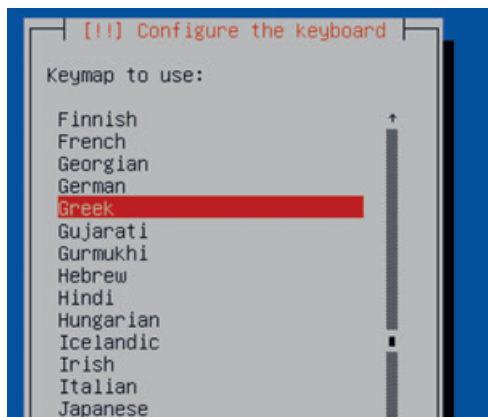 [!!] Configure the keyboard
Keymap to use:
Finnish
French
Georgian
German
Greek
Gujarati
Gurmukhi
Hebrew
Hindi
Hungarian
Icelandic
Irish
Italian
Japanese